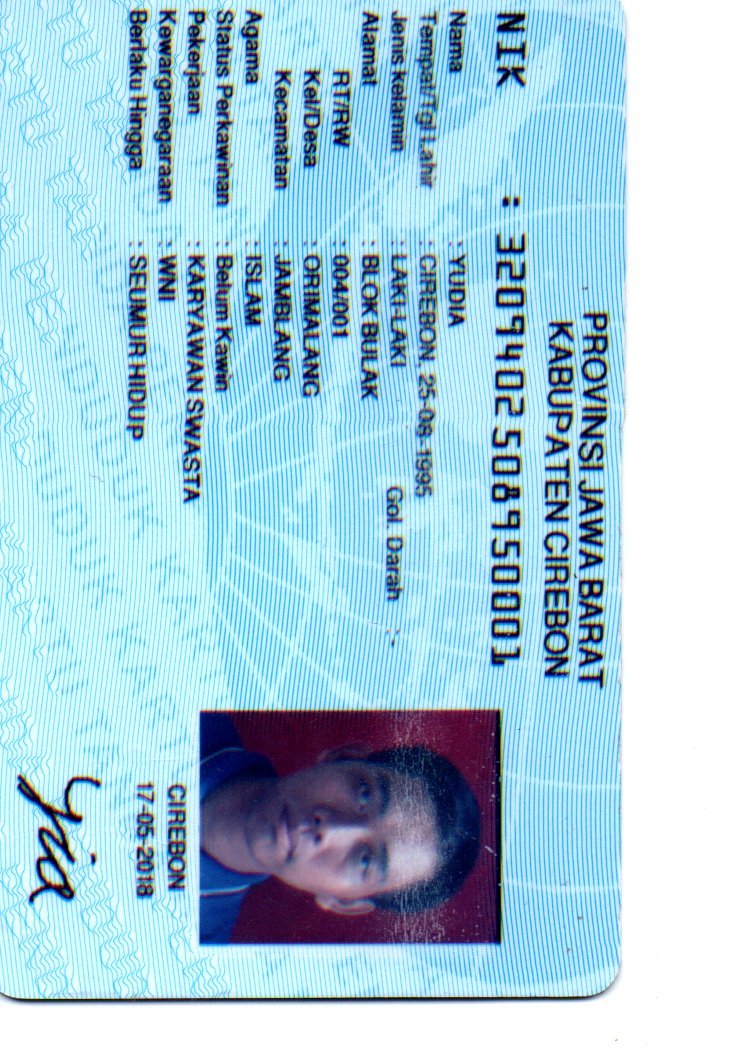 PROVINSI JAWA BARAT
KABUPATEN CIREBON
NIK : 3209402508950001
Nama : YUDIA
Tempat/Tgl Lahir : CIREBON, 25-08-1995
Jenis kelamin : LAKI-LAKI Gol. Darah :-
Alamat : BLOK BULAK
RT/RW : 004/001
Kel/Desa : ORIMALANG
Kecamatan : JAMBLANG
Agama : ISLAM
Status Perkawinan : Belum Kawin
Pekerjaan : KARYAWAN SWASTA
Kewarganegaraan : WNI
Berlaku Hingga : SEUMUR HIDUP
CIREBON
17-05-2018